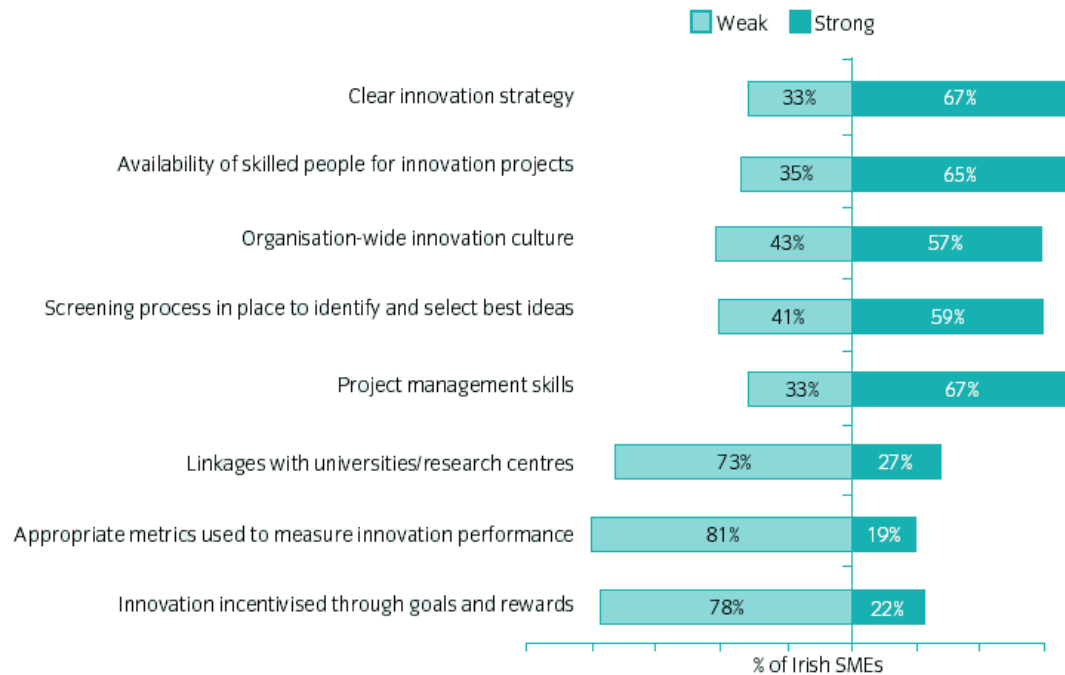 Weak Strong
Clear innovation strategy 33% 67%
Availability of skilled people for innovation projects 35% 65%
Organisation-wide innovation culture 43% 57%
Screening process in place to identify and select best ideas 41% 59%
Project management skills 33% 67%
Linkages with universities/research centres 73% 27%
Appropriate metrics used to measure innovation performance 81% 19%
Innovation incentivised through goals and rewards 78% 22%
% of Irish SMEs